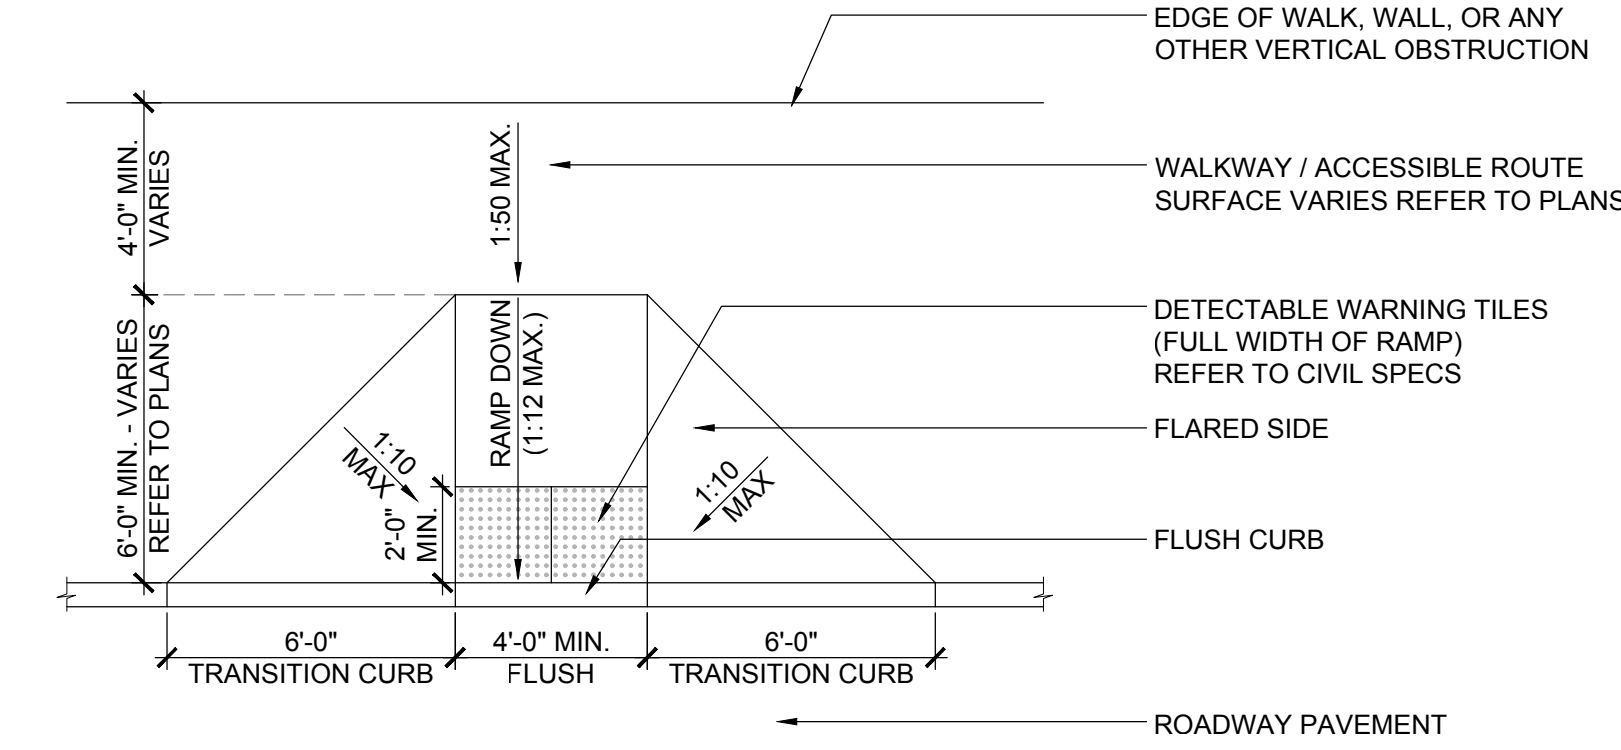 EDGE OF WALK, WALL, OR ANY
OTHER VERTICAL OBSTRUCTION
4'-0" MIN.
VARIES
1:50 MAX.
WALKWAY / ACCESSIBLE ROUTE
SURFACE VARIES REFER TO PLANS
6'-0" MIN. - VARIES
REFER TO PLANS
RAMP DOWN
(1:12 MAX.)
DETECTABLE WARNING TILES
(FULL WIDTH OF RAMP)
REFER TO CIVIL SPECS
1:10
MAX
1:10
MAX
FLARED SIDE
2'-0"
MIN.
FLUSH CURB
6'-0"
TRANSITION CURB
4'-0" MIN.
FLUSH
6'-0"
TRANSITION CURB
ROADWAY PAVEMENT